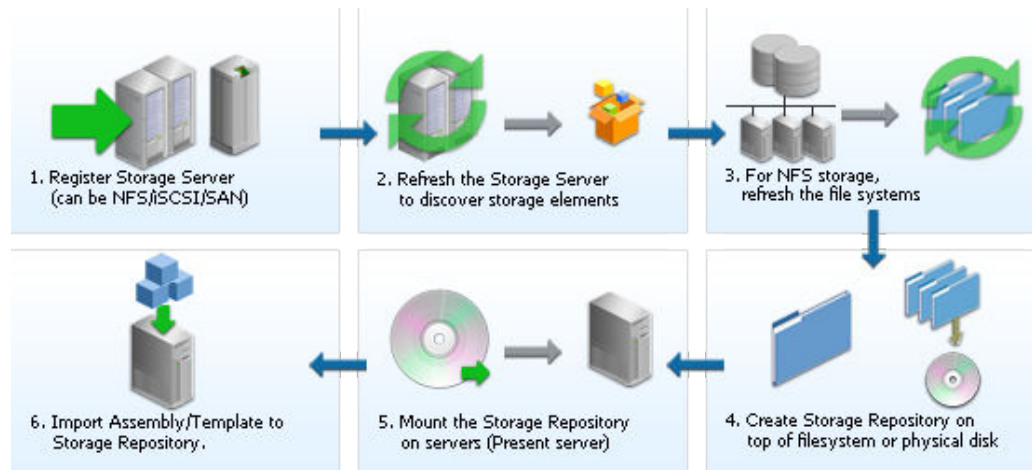 1. Register Storage Server
(can be NFS/iSCSI/SAN)
2. Refresh the Storage Server
to discover storage elements
3. For NFS storage,
refresh the file systems
4. Create Storage Repository on
top of filesystem or physical disk
5. Mount the Storage Repository
on servers (Present server)
6. Import Assembly/Template to
Storage Repository.